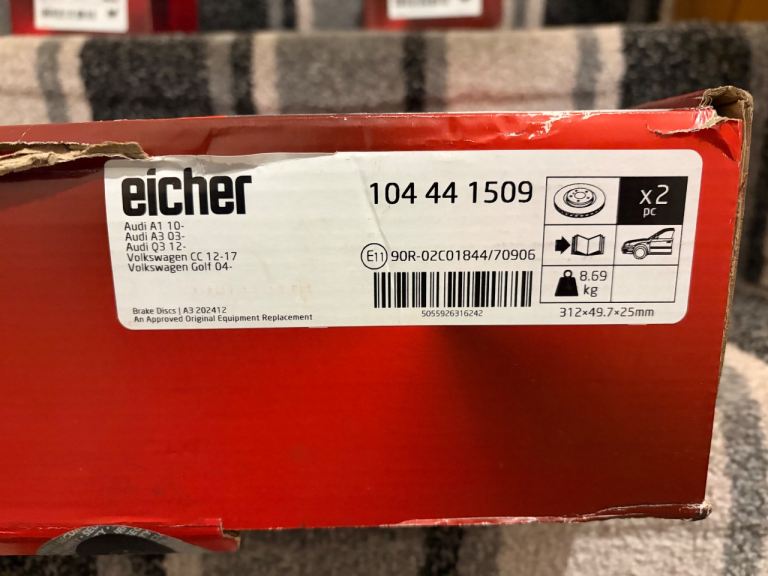 eicher
Audi A1 10-
Audi A3 03-
Audi Q3 12-
Volkswagen CC 12-17
Volkswagen Golf 04-
Brake Discs | A3 202412
An Approved Original Equipment Replacement
104 44 1509
E11 90R-02C01844/70906
5055926316242
x2
pc
8.69
kg
312×49.7×25mm